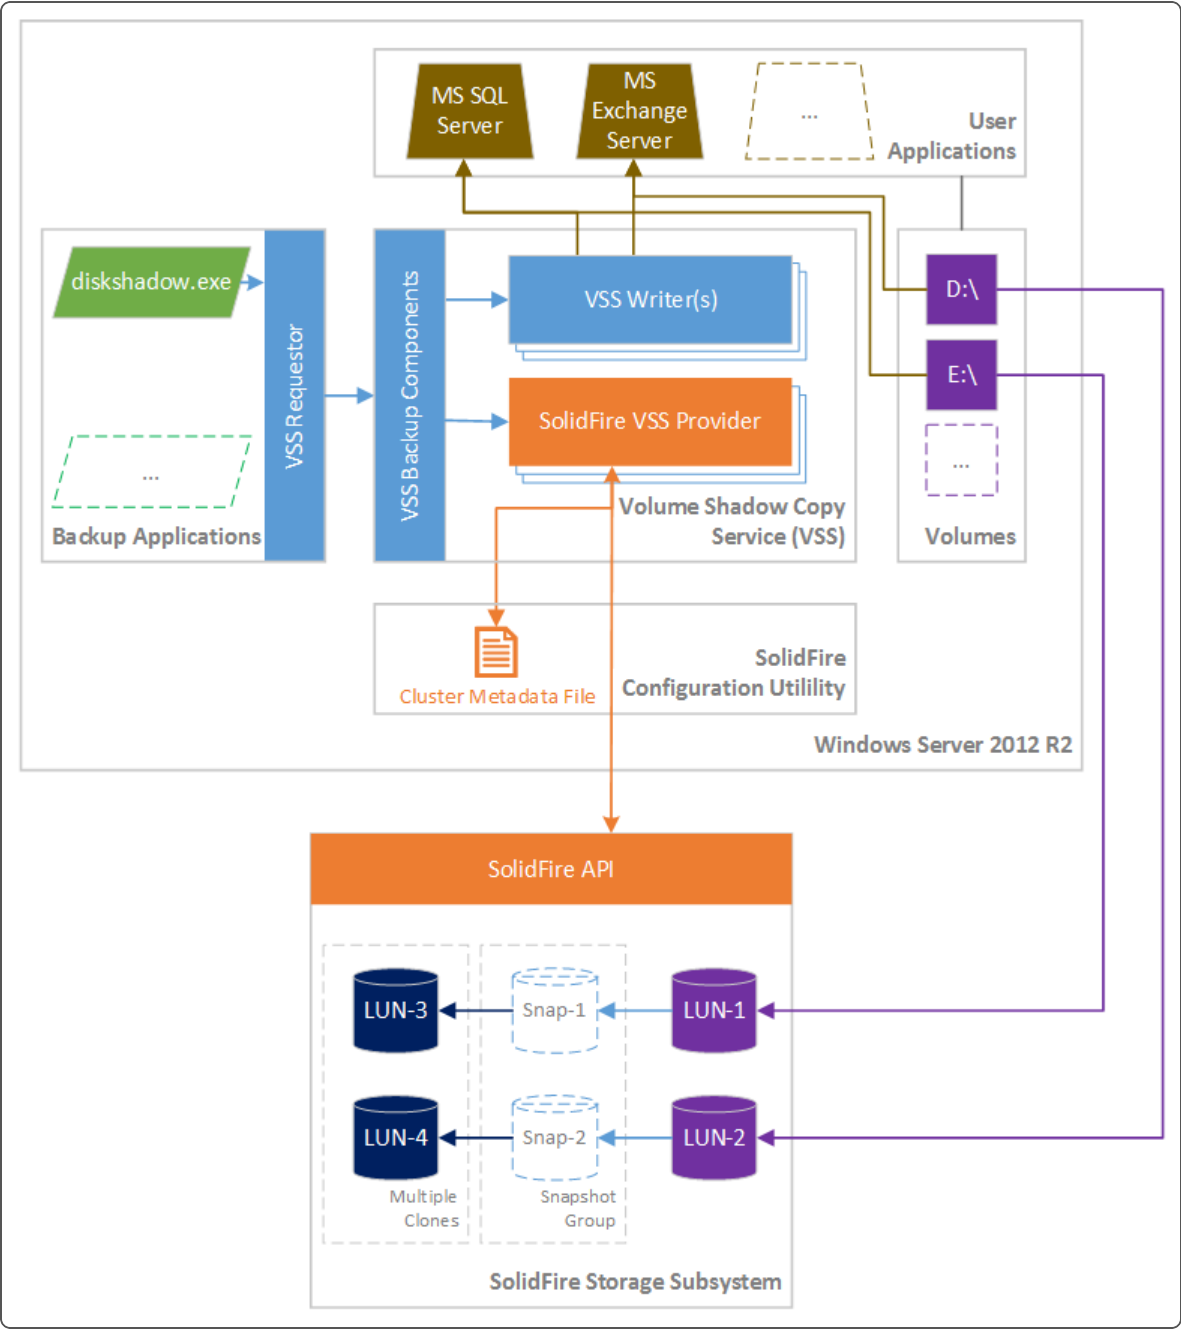 MS SQL
Server
MS
Exchange
Server
...
User
Applications
diskshadow.exe
...
Backup Applications
VSS Requestor
VSS Backup Components
VSS Writer(s)
SolidFire VSS Provider
Volume Shadow Copy
Service (VSS)
D:\
E:\
...
Volumes
Cluster Metadata File
SolidFire
Configuration Utilility
Windows Server 2012 R2
SolidFire API
LUN-3
Snap-1
LUN-1
LUN-4
Snap-2
LUN-2
Multiple
Clones
Snapshot
Group
SolidFire Storage Subsystem